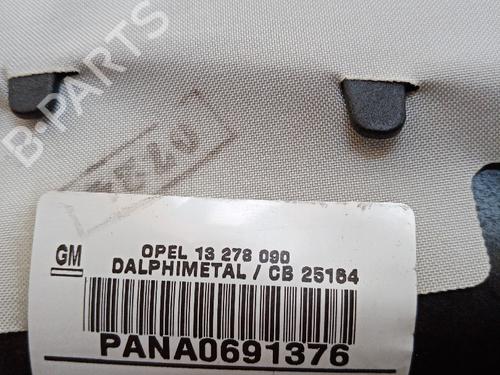 B-PARTS
GM
OPEL 13 278 090
DALPHIMETAL / CB 25164
PANA0691376